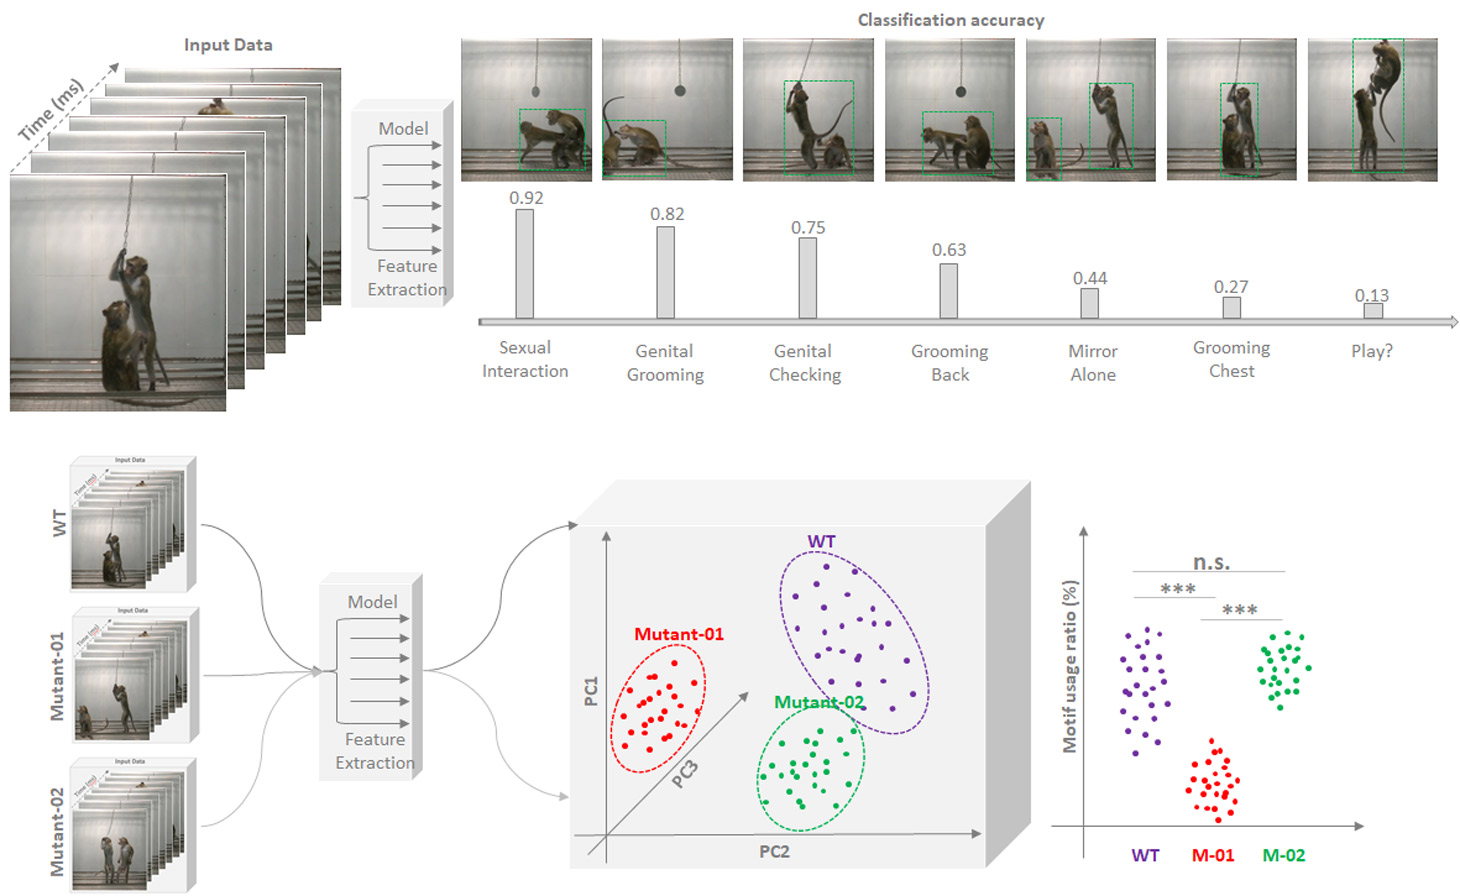 Classification accuracy
Input Data
Time (ms)
Model
Feature
Extraction
0.92
0.82
0.75
0.63
0.44
0.27
0.13
Sexual
Interaction
Genital
Grooming
Genital
Checking
Grooming
Back
Mirror
Alone
Grooming
Chest
Play?
WT
Input Data
Time (ms)
Mutant-01
Input Data
Time (ms)
Mutant-02
Input Data
Time (ms)
Model
Feature
Extraction
WT
Mutant-01
Mutant-02
PC1
PC3
PC2
Motif usage ratio (%)
n.s.
***
***
WT
M-01
M-02